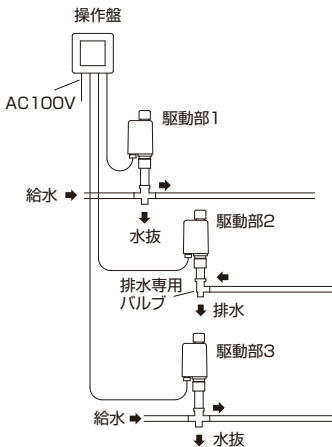 操作盤
AC100V
駆動部1
給水
水抜
駆動部2
排水専用
バルブ
排水
駆動部3
給水
水抜